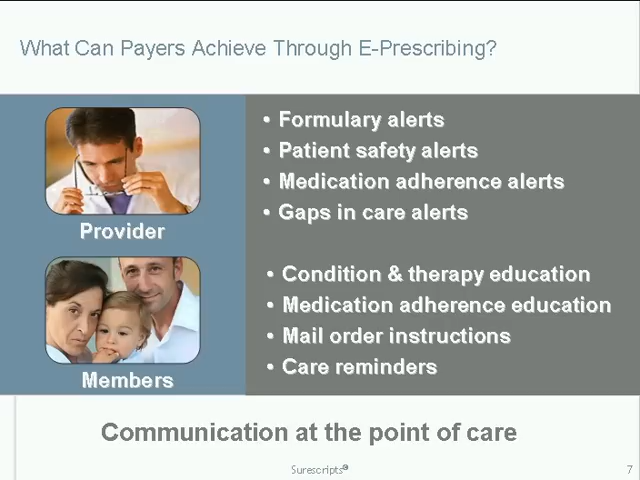 What Can Payers Achieve Through E-Prescribing?
• Formulary alerts
• Patient safety alerts
• Medication adherence alerts
• Gaps in care alerts
Provider
• Condition & therapy education
• Medication adherence education
• Mail order instructions
• Care reminders
Members
Communication at the point of care
Surescripts®
7